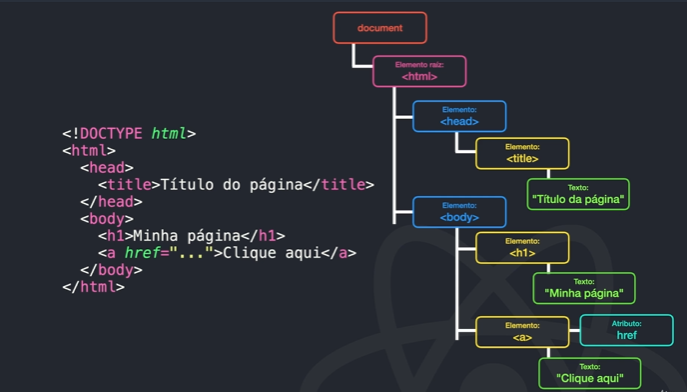 <!DOCTYPE html>
<html>
<head>
<title>Título do página</title>
</head>
<body>
<h1>Minha página</h1>
<a href="...">Clique aqui</a>
</body>
</html>
document
Elemento raiz:
<html>
Elemento:
<head>
Elemento:
<title>
Texto:
"Título da página"
Elemento:
<body>
Elemento:
<h1>
Texto:
"Minha página"
Elemento:
<a>
Atributo:
href
Texto:
"Clique aqui"